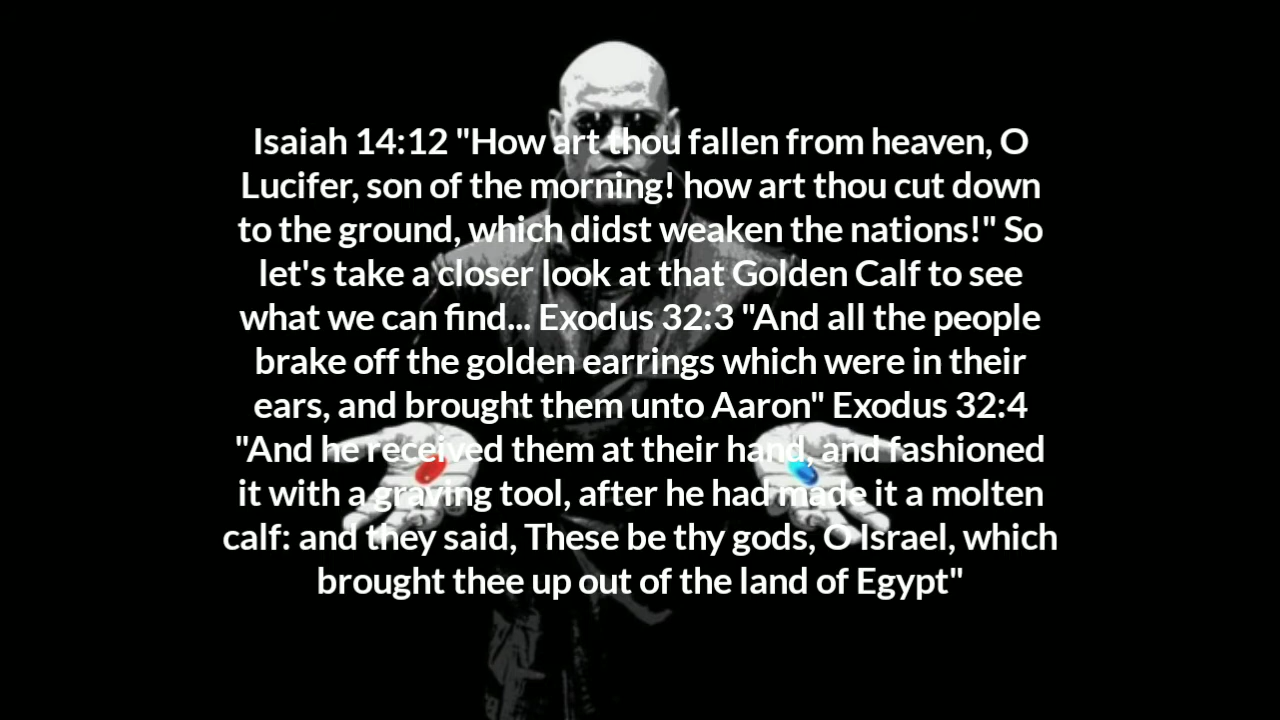 Isaiah 14:12 "How art thou fallen from heaven, O
Lucifer, son of the morning! how art thou cut down
to the ground, which didst weaken the nations!" So
let's take a closer look at that Golden Calf to see
what we can find... Exodus 32:3 "And all the people
brake off the golden earrings which were in their
ears, and brought them unto Aaron" Exodus 32:4
"And he received them at their hand, and fashioned
it with a graving tool, after he had made it a molten
calf: and they said, These be thy gods, O Israel, which
brought thee up out of the land of Egypt"